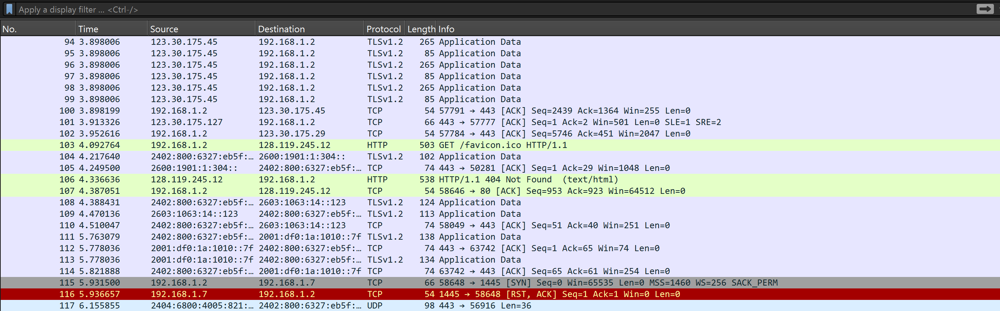 Apply a display filter ... <Ctrl-/>
No. Time Source Destination Protocol Length Info
94 3.898006 123.30.175.45 192.168.1.2 TLSv1.2 265 Application Data
95 3.898006 123.30.175.45 192.168.1.2 TLSv1.2 85 Application Data
96 3.898006 123.30.175.45 192.168.1.2 TLSv1.2 265 Application Data
97 3.898006 123.30.175.45 192.168.1.2 TLSv1.2 85 Application Data
98 3.898006 123.30.175.45 192.168.1.2 TLSv1.2 265 Application Data
99 3.898006 123.30.175.45 192.168.1.2 TLSv1.2 85 Application Data
100 3.898199 192.168.1.2 123.30.175.45 TCP 54 57791 → 443 [ACK] Seq=2439 Ack=1364 Win=255 Len=0
101 3.913326 123.30.175.127 192.168.1.2 TCP 66 443 → 57777 [ACK] Seq=1 Ack=2 Win=501 Len=0 SLE=1 SRE=2
102 3.952616 192.168.1.2 123.30.175.29 TCP 54 57784 → 443 [ACK] Seq=5746 Ack=451 Win=2047 Len=0
103 4.092764 192.168.1.2 128.119.245.12 HTTP 503 GET /favicon.ico HTTP/1.1
104 4.217640 2402:800:6327:eb5f:… 2600:1901:1:304:: TLSv1.2 102 Application Data
105 4.249500 2600:1901:1:304:: 2402:800:6327:eb5f:… TCP 74 443 → 50281 [ACK] Seq=1 Ack=29 Win=1048 Len=0
106 4.336636 128.119.245.12 192.168.1.2 HTTP 538 HTTP/1.1 404 Not Found  (text/html)
107 4.387051 192.168.1.2 128.119.245.12 TCP 54 58646 → 80 [ACK] Seq=953 Ack=923 Win=64512 Len=0
108 4.388431 2402:800:6327:eb5f:… 2603:1063:14::123 TLSv1.2 124 Application Data
109 4.470136 2603:1063:14::123 2402:800:6327:eb5f:… TLSv1.2 113 Application Data
110 4.510047 2402:800:6327:eb5f:… 2603:1063:14::123 TCP 74 58049 → 443 [ACK] Seq=51 Ack=40 Win=251 Len=0
111 5.763079 2402:800:6327:eb5f:… 2001:df0:1a:1010::7f TLSv1.2 138 Application Data
112 5.778036 2001:df0:1a:1010::7f 2402:800:6327:eb5f:… TCP 74 443 → 63742 [ACK] Seq=1 Ack=65 Win=74 Len=0
113 5.778036 2001:df0:1a:1010::7f 2402:800:6327:eb5f:… TLSv1.2 134 Application Data
114 5.821888 2402:800:6327:eb5f:… 2001:df0:1a:1010::7f TCP 74 63742 → 443 [ACK] Seq=65 Ack=61 Win=254 Len=0
115 5.931500 192.168.1.2 192.168.1.7 TCP 66 58648 → 1445 [SYN] Seq=0 Win=65535 Len=0 MSS=1460 WS=256 SACK_PERM
116 5.936657 192.168.1.7 192.168.1.2 TCP 54 1445 → 58648 [RST, ACK] Seq=1 Ack=1 Win=0 Len=0
117 6.155855 2404:6800:4005:821:… 2402:800:6327:eb5f:… UDP 98 443 → 56916 Len=36